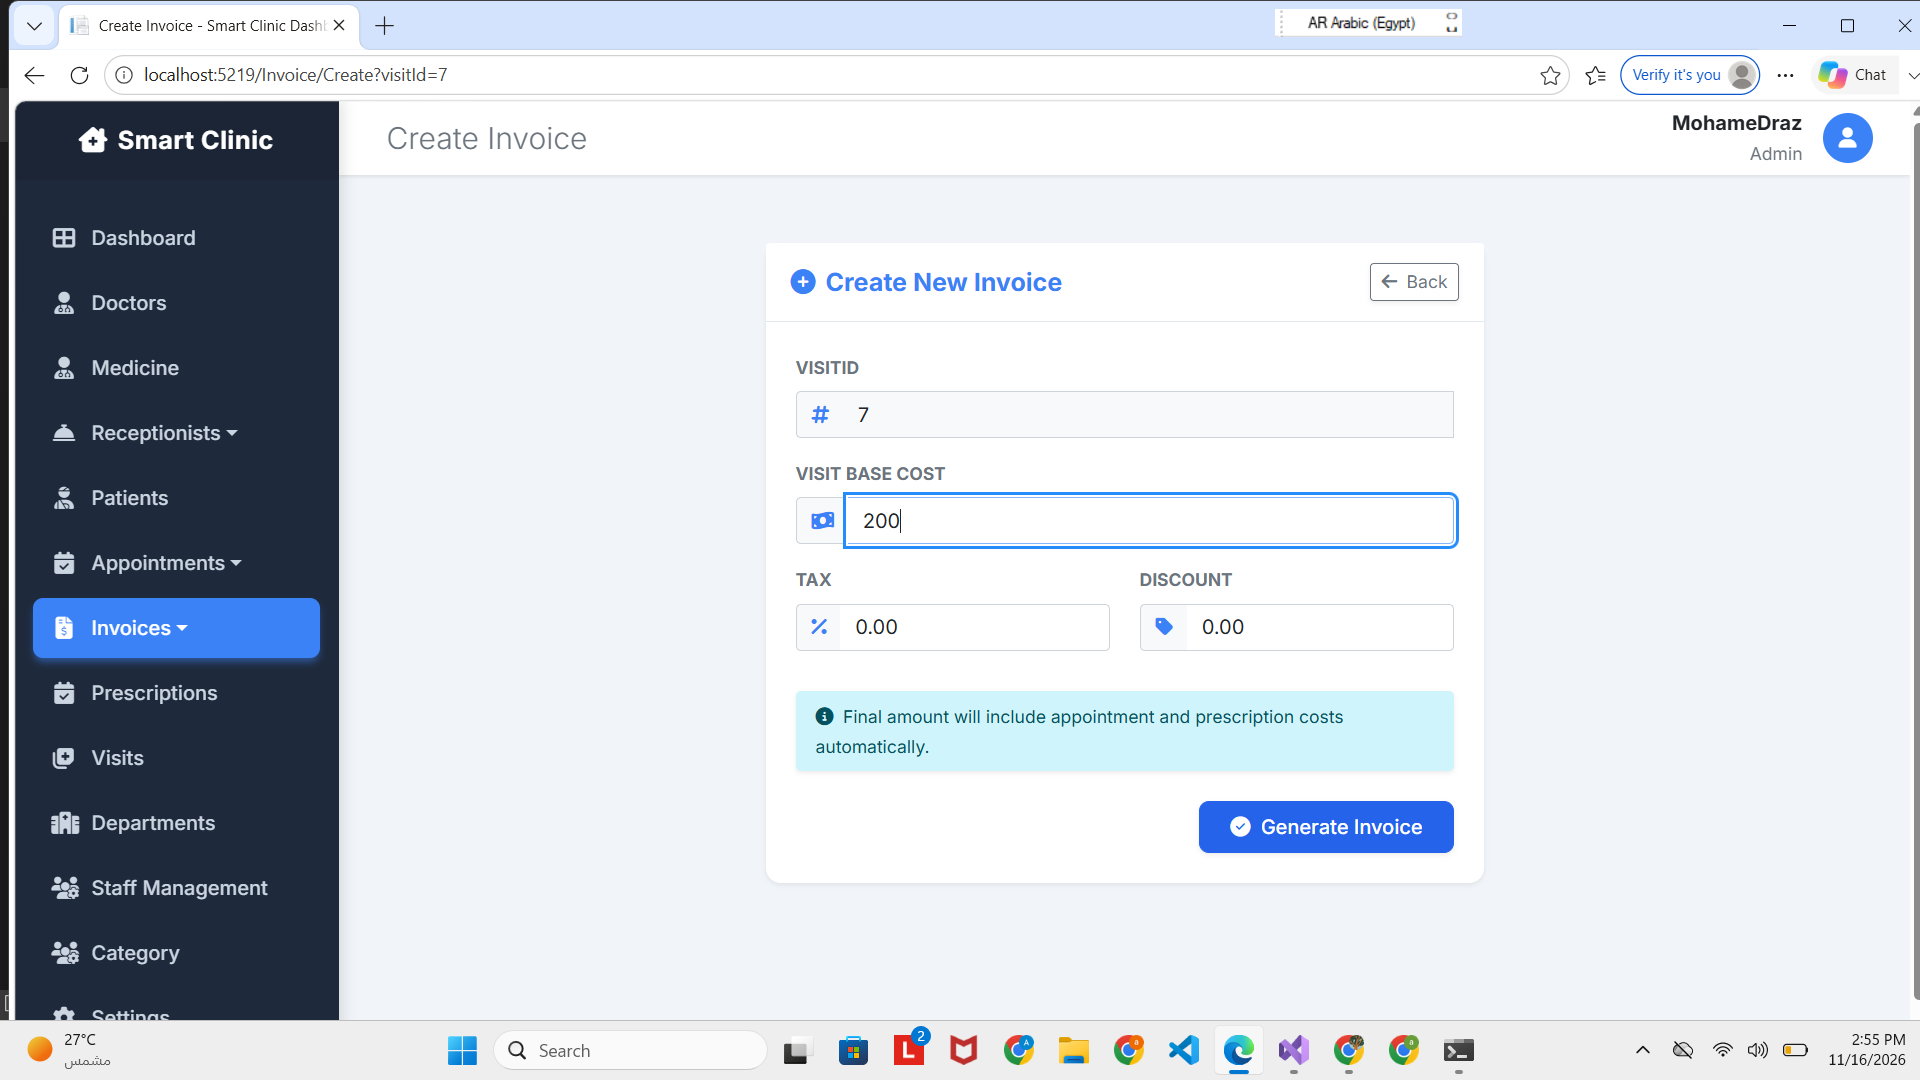 Create Invoice - Smart Clinic Dash
AR Arabic (Egypt)
localhost:5219/Invoice/Create?visitId=7
Verify it's you
Chat
Smart Clinic
Create Invoice
MohameDraz
Admin
Dashboard
Doctors
Medicine
Receptionists
Patients
Appointments
Invoices
Prescriptions
Visits
Departments
Staff Management
Category
Settings
Create New Invoice
Back
VISITID
7
VISIT BASE COST
200
TAX
DISCOUNT
0.00
0.00
Final amount will include appointment and prescription costs
automatically.
Generate Invoice
27°C
مشمس
Search
2
2:55 PM
11/16/2026